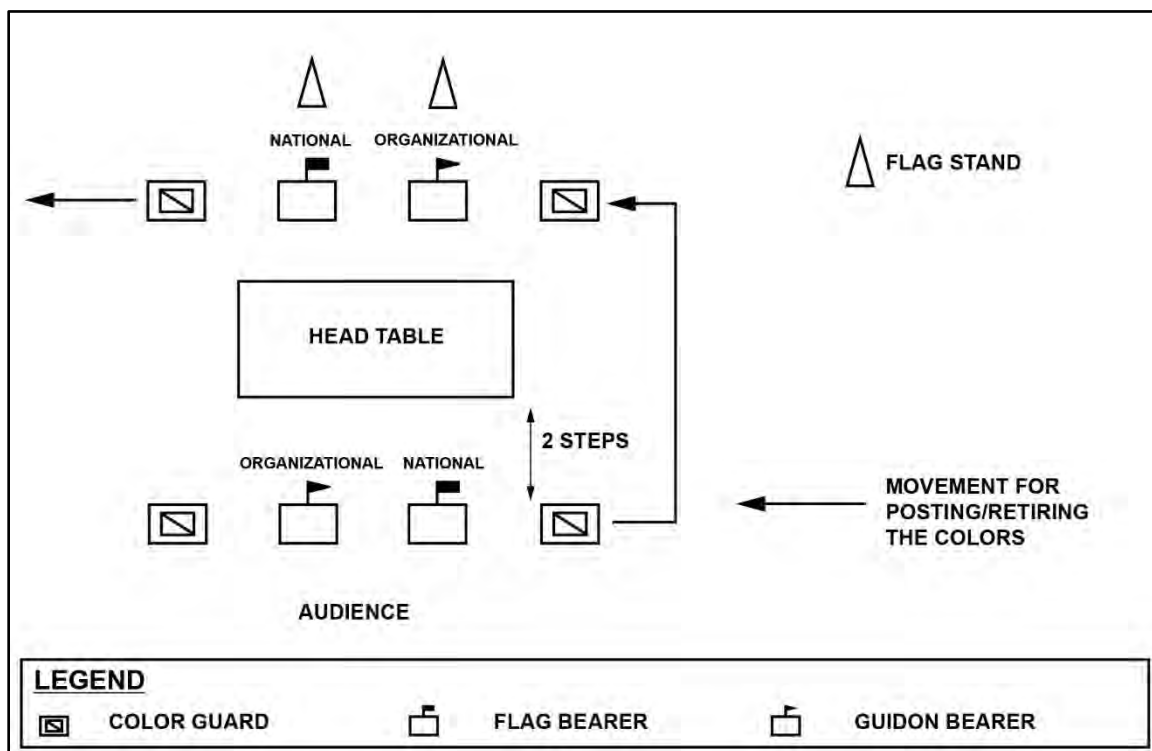 NATIONAL ORGANIZATIONAL
FLAG STAND
HEAD TABLE
2 STEPS
ORGANIZATIONAL NATIONAL
MOVEMENT FOR
POSTING/RETIRING
THE COLORS
AUDIENCE
LEGEND
COLOR GUARD FLAG BEARER GUIDON BEARER